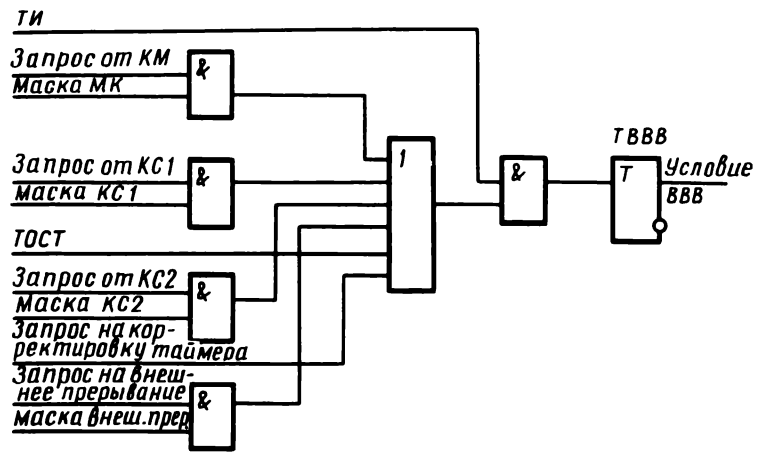 ТИ
Запрос от КМ
Маска МК
&
Запрос от КС1
Маска КС1
&
ТОСТ
Запрос от КС2
Маска КС2
&
Запрос на кор-
ректировку таймера
Запрос на внеш-
нее прерывание
маска внеш.прер
&
1
&
ТВВВ
Т
Условие
ВВВ